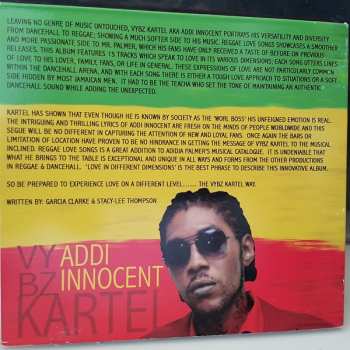 LEAVING NO GENRE OF MUSIC UNTOUCHED, VYBZ KARTEL AKA ADDI INNOCENT PORTRAYS HIS VERSATILITY AND DIVERSITY
FROM DANCEHALL TO REGGAE; SHOWING A MUCH SOFTER SIDE TO HIS MUSIC. REGGAE LOVE SONGS SHOWCASES A SMOOTHER
AND MORE PASSIONATE SIDE TO MR. PALMER, WHICH HIS FANS HAVE ONLY RECEIVED A TASTE OF BEFORE ON PREVIOUS
RELEASES. THIS ALBUM FEATURES 15 TRACKS WHICH SPEAK TO LOVE IN ITS VARIOUS DIMENSIONS; EACH SONG UTTERS LINES
OF LOVE TO HIS LOVER, FAMILY, FANS, OR LIFE IN GENERAL. THESE EXPRESSIONS OF LOVE ARE NOT PARTICULARLY COMMON
WITHIN THE DANCEHALL ARENA, AND WITH EACH SONG THERE IS EITHER A TOUGH LOVE APPROACH TO SITUATIONS OR A SOFT
SIDE HIDDEN BY MOST JAMAICAN MEN. IT HAD TO BE THE TEACHA WHO SET THE TONE OF MAINTAINING AN AUTHENTIC
DANCEHALL SOUND WHILE ADDING THE UNEXPECTED.
KARTEL HAS SHOWN THAT EVEN THOUGH HE IS KNOWN BY SOCIETY AS THE 'WORL BOSS' HIS UNFEIGNED EMOTION IS REAL.
THE INTRIGUING AND THRILLING LYRICS OF ADDI INNOCENT ARE FRESH ON THE MINDS OF PEOPLE WORLDWIDE AND THIS
SEGUE WILL BE NO DIFFERENT IN CAPTURING THE ATTENTION OF NEW AND LOYAL FANS. ONCE AGAIN THE BARS OR
LIMITATION OF LOCATION HAVE PROVEN TO BE NO HINDRANCE IN GETTING THE MESSAGE OF VYBZ KARTEL TO THE MUSICAL
INCLINED. REGGAE LOVE SONGS IS A GREAT ADDITION TO ADIDJA PALMER'S MUSICAL CATALOGUE. IT IS UNDENIABLE THAT
WHAT HE BRINGS TO THE TABLE IS EXCEPTIONAL AND UNIQUE IN ALL WAYS AND FORMS FROM THE OTHER PRODUCTIONS
IN REGGAE & DANCEHALL. 'LOVE IN DIFFERENT DIMENSIONS' IS THE BEST PHRASE TO DESCRIBE THIS INNOVATIVE ALBUM.
SO BE PREPARED TO EXPERIENCE LOVE ON A DIFFERENT LEVEL....... THE VYBZ KARTEL WAY.
WRITTEN BY: GARCIA CLARKE & STACY-LEE THOMPSON
VY ADDI
BZ INNOCENT
KARTEL